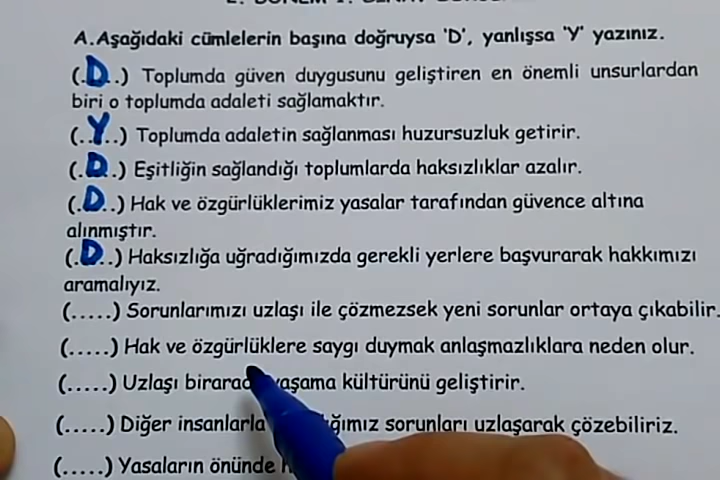 A.Aşağıdaki cümlelerin başına doğruysa 'D', yanlışsa 'Y' yazınız.
(.D..) Toplumda güven duygusunu geliştiren en önemli unsurlardan
biri o toplumda adaleti sağlamaktır.
(..Y..) Toplumda adaletin sağlanması huzursuzluk getirir.
(.D..) Eşitliğin sağlandığı toplumlarda haksızlıklar azalır.
(.D..) Hak ve özgürlüklerimiz yasalar tarafından güvence altına
alınmıştır.
(.D..) Haksızlığa uğradığımızda gerekli yerlere başvurarak hakkımızı
aramalıyız.
(.....) Sorunlarımızı uzlaşı ile çözmezsek yeni sorunlar ortaya çıkabilir.
(.....) Hak ve özgürlüklere saygı duymak anlaşmazlıklara neden olur.
(.....) Uzlaşı birarada yaşama kültürünü geliştirir.
(.....) Diğer insanlarla sorunları uzlaşarak çözebiliriz.
(.....) Yasaların önünde